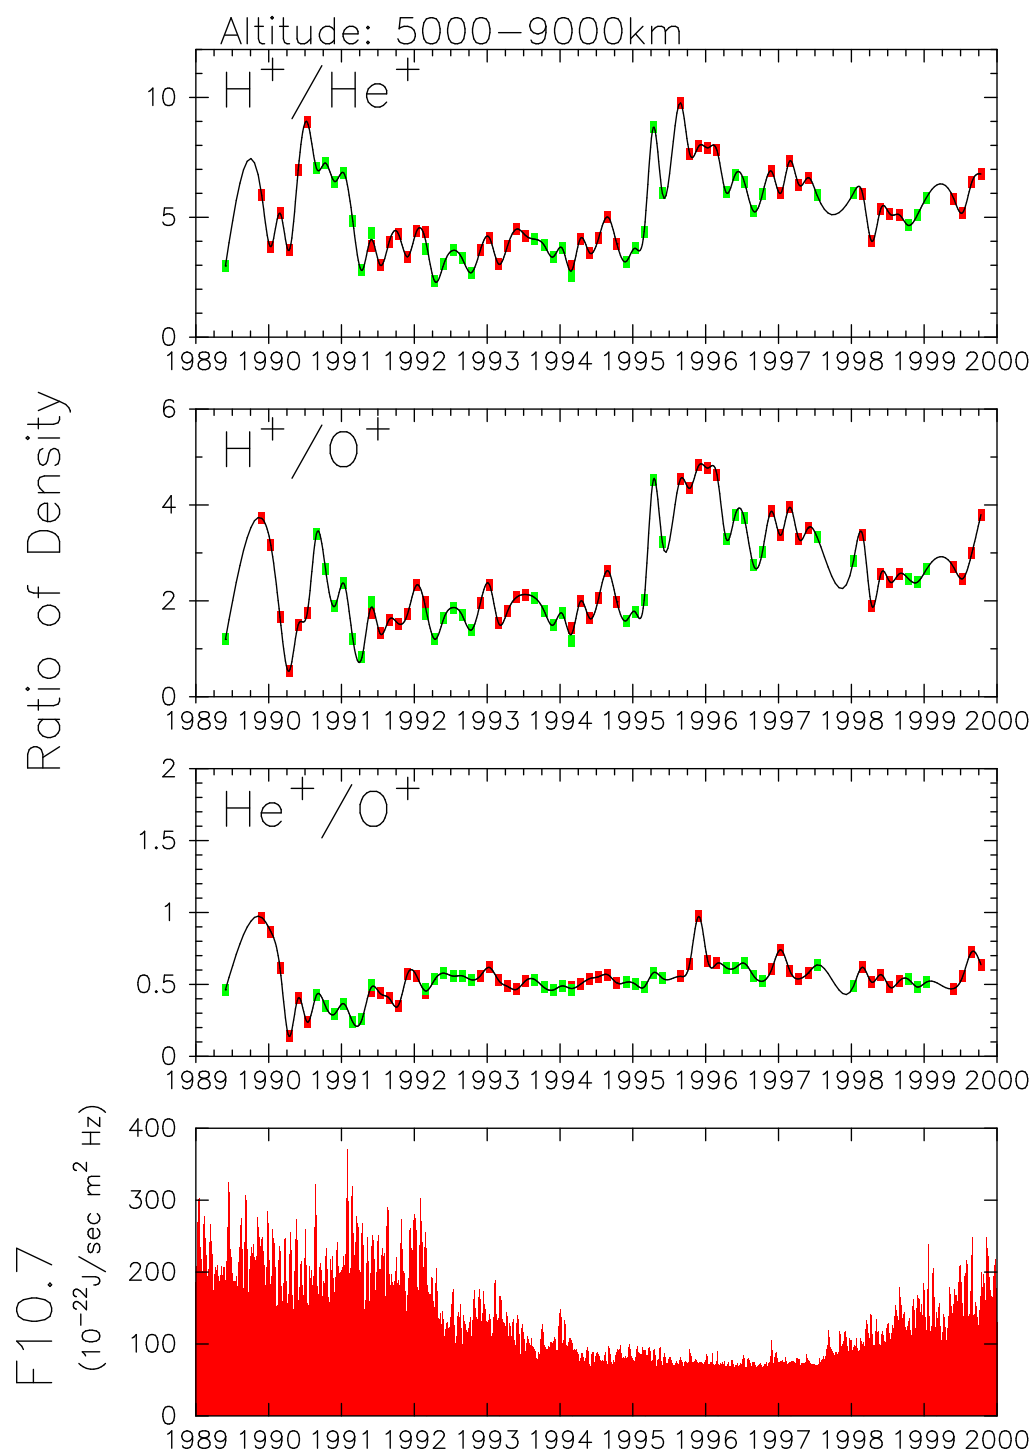 Altitude: 5000−9000km
H⁺/He⁺
10
5
0
1989 1990 1991 1992 1993 1994 1995 1996 1997 1998 1999 2000
Ratio of Density
H⁺/O⁺
6
4
2
0
1989 1990 1991 1992 1993 1994 1995 1996 1997 1998 1999 2000
He⁺/O⁺
2
1.5
1
0.5
0
1989 1990 1991 1992 1993 1994 1995 1996 1997 1998 1999 2000
F10.7
(10⁻²²J/sec m² Hz)
400
300
200
100
0
1989 1990 1991 1992 1993 1994 1995 1996 1997 1998 1999 2000